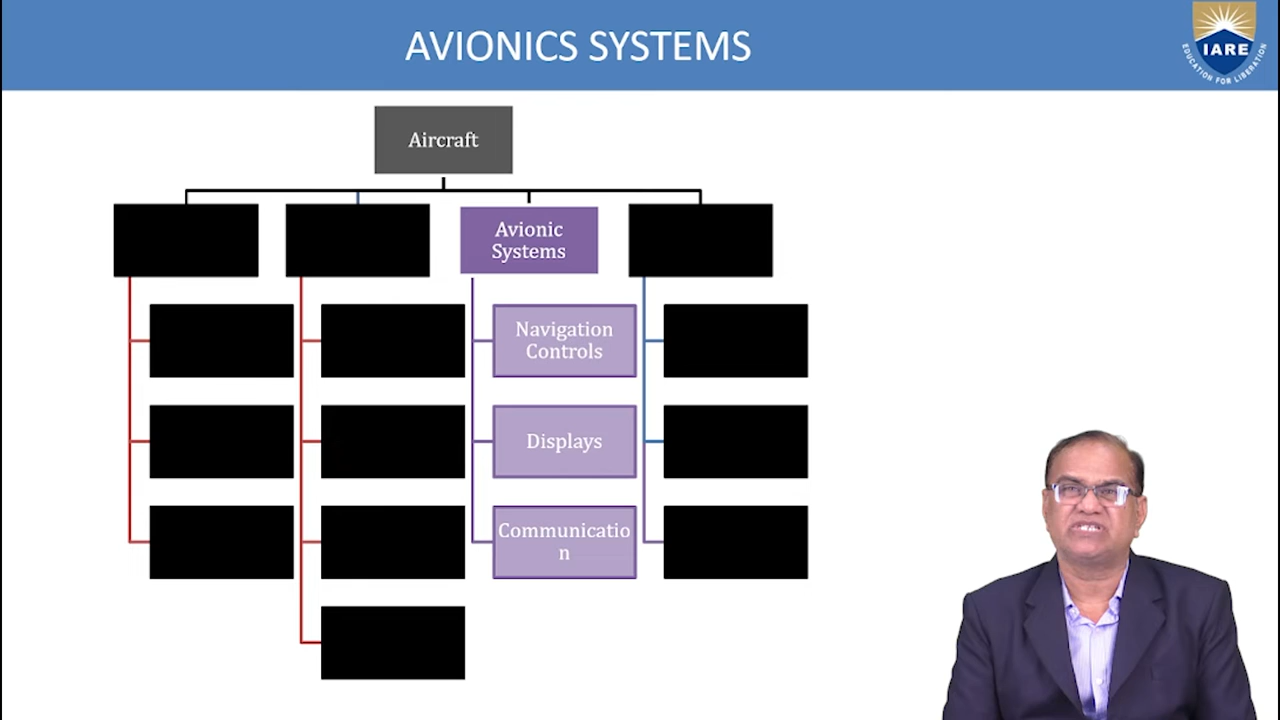 AVIONICS SYSTEMS
IARE
EDUCATION FOR LIBERATION
Aircraft
Avionic
Systems
Navigation
Controls
Displays
Communicatio
n